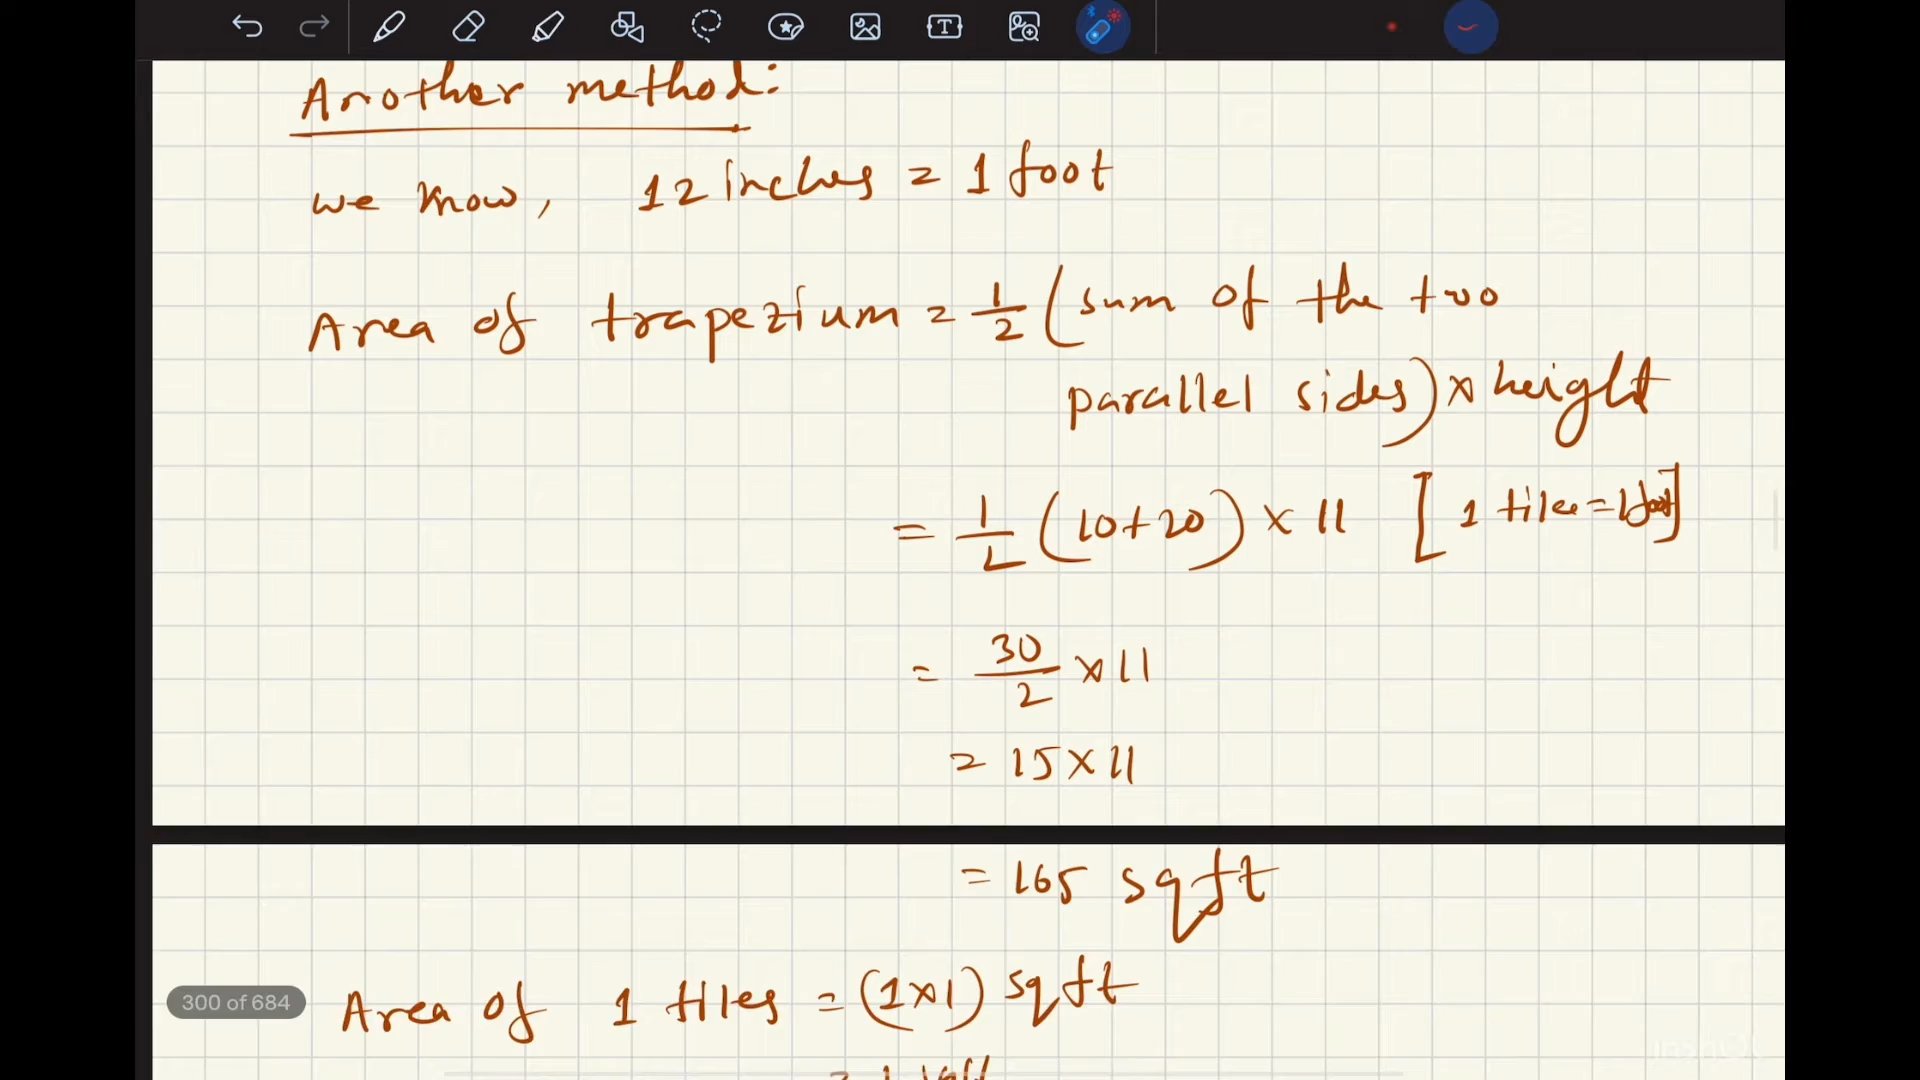 Another method:
we know, 12 inches = 1 foot
Area of trapezium = 1/2 (sum of the two
parallel sides) × height
= 1/2 (10+20) × 11 [1 tiles = 1 foot]
= 30/2 × 11
= 15 × 11
= 165 sqft
300 of 684
Area of 1 tiles = (1×1) sqft